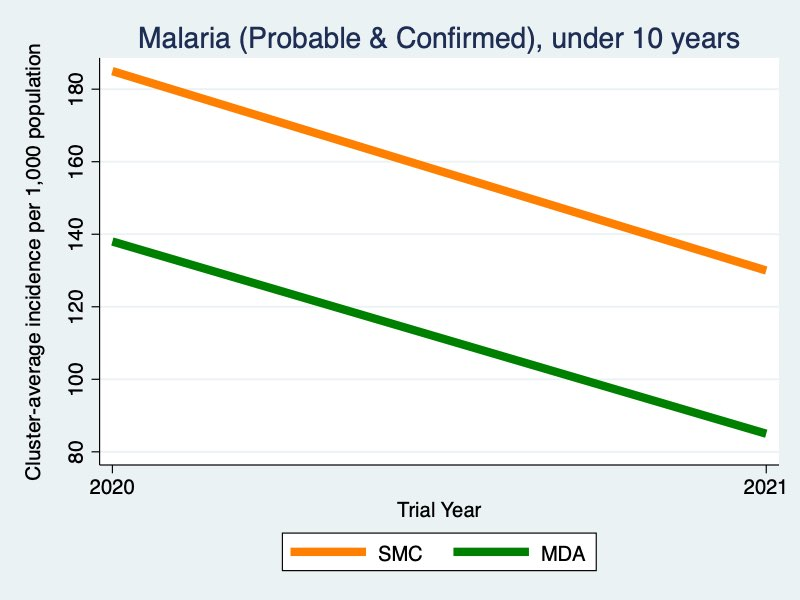 Malaria (Probable & Confirmed), under 10 years
Cluster-average incidence per 1,000 population
180
160
140
120
100
80
2020
2021
Trial Year
SMC
MDA